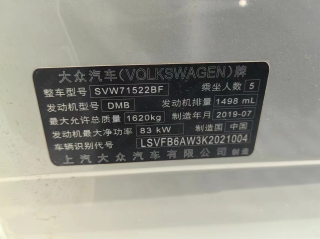 大众汽车(VOLKSWAGEN)牌
整车型号 SVW71522BF 乘坐人数 5
发动机型号 DMB 发动机排量 1498 mL
最大允许总质量 1620kg 制造年月 2019-07
发动机最大净功率 83 kW 制造国 中国
车辆识别代号 LSVFB6AW3K2021004
上汽大众汽车有限公司 制造